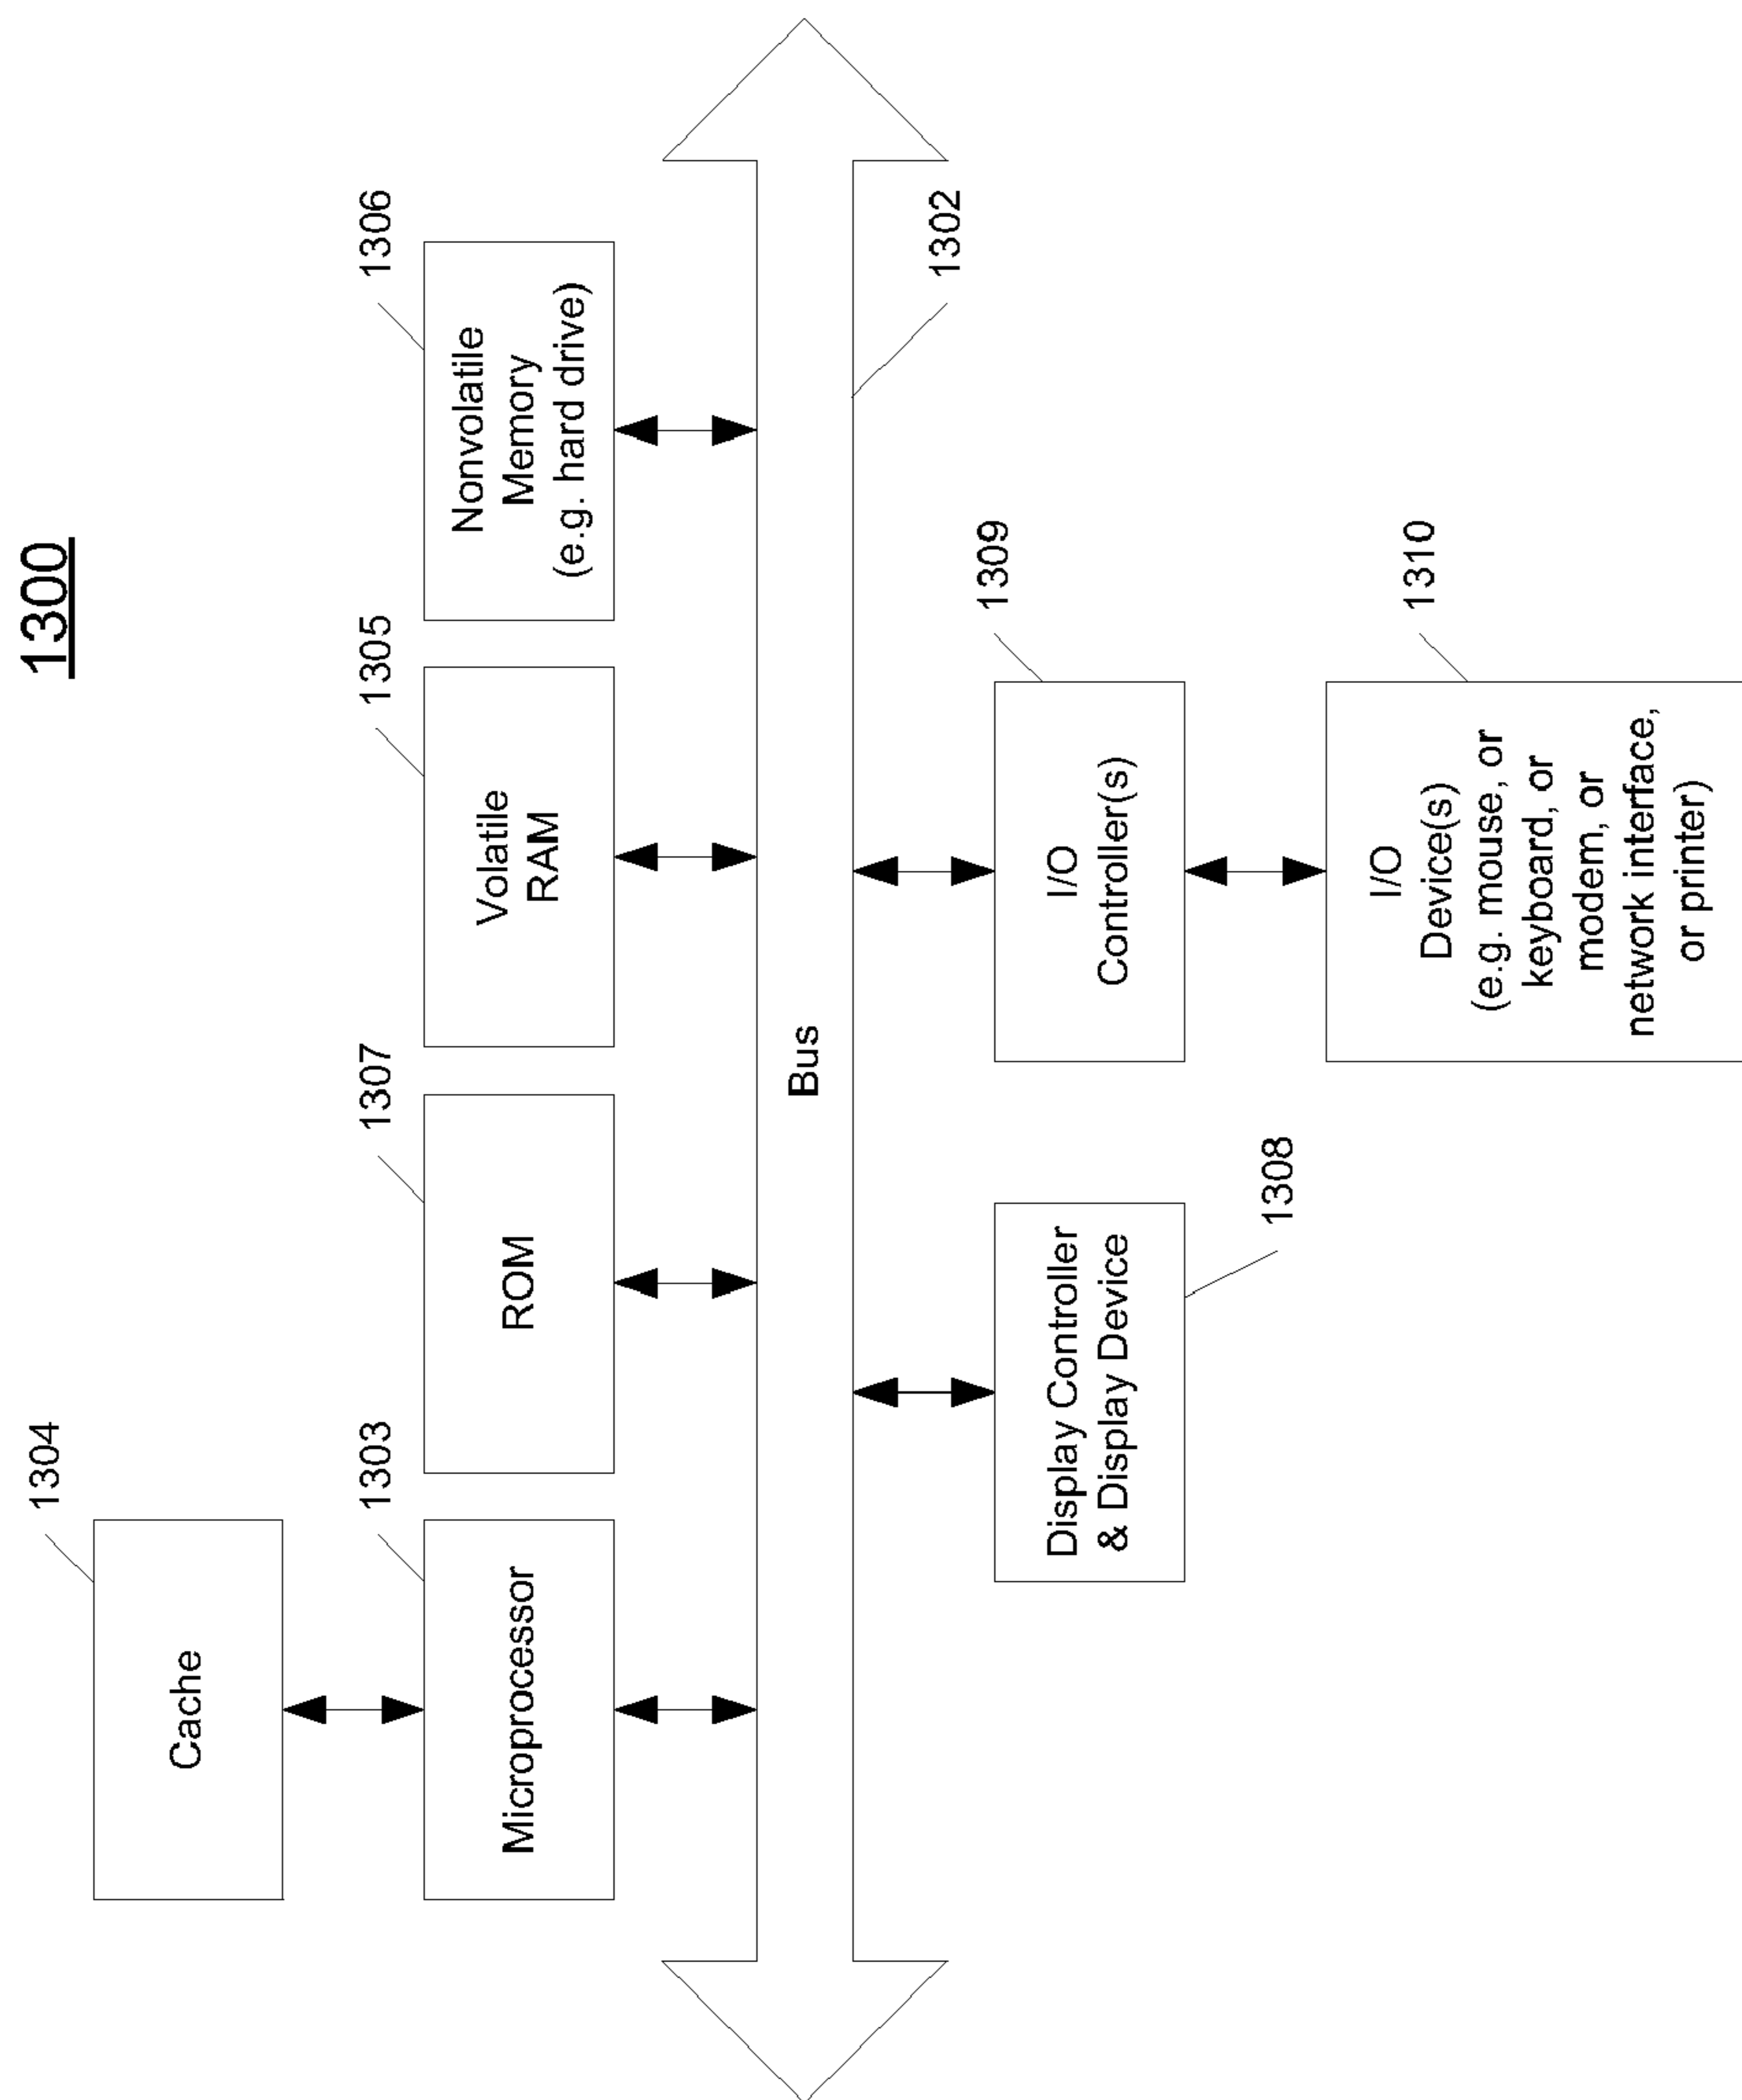 1300
1304
Cache
1303
Microprocessor
1307
ROM
1305
Volatile
RAM
1306
Nonvolatile
Memory
(e.g. hard drive)
Bus
1302
Display Controller
& Display Device
1308
I/O
Controller(s)
1309
I/O
Device(s)
(e.g. mouse, or
keyboard, or
modem, or
network interface,
or printer)
1310